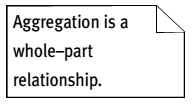 Aggregation is a
whole–part
relationship.